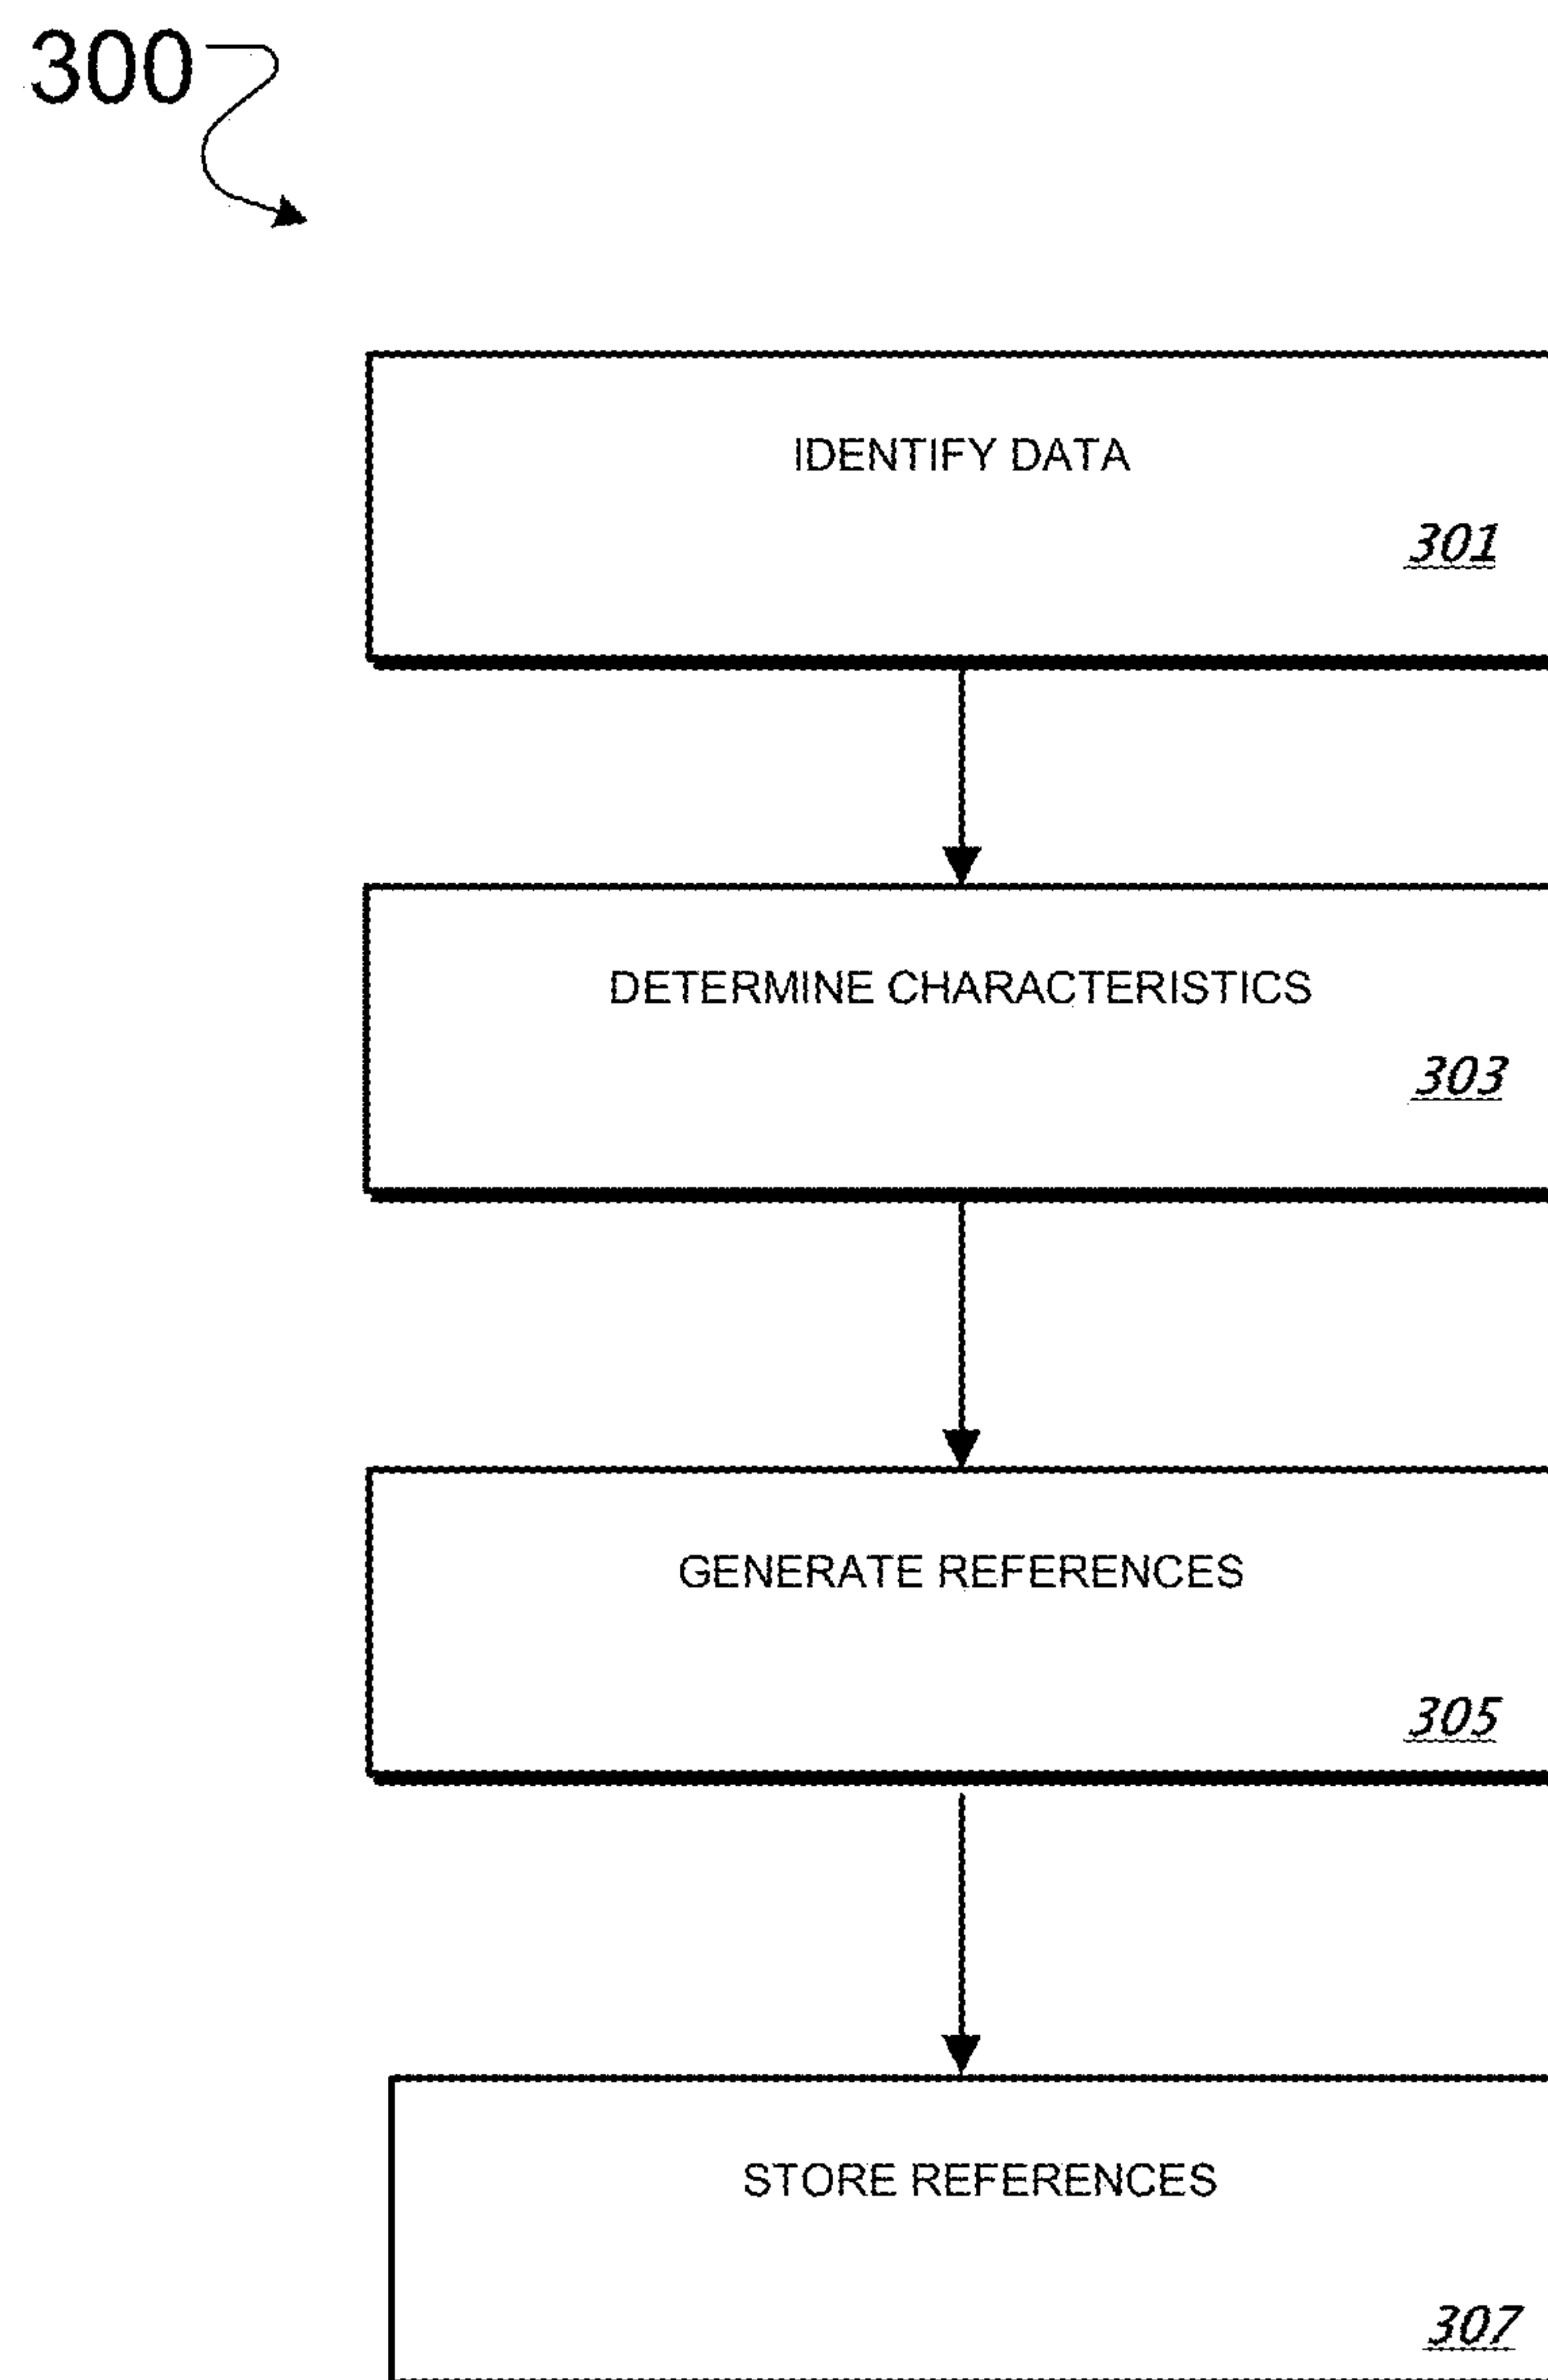 300
IDENTIFY DATA
301
DETERMINE CHARACTERISTICS
303
GENERATE REFERENCES
305
STORE REFERENCES
307